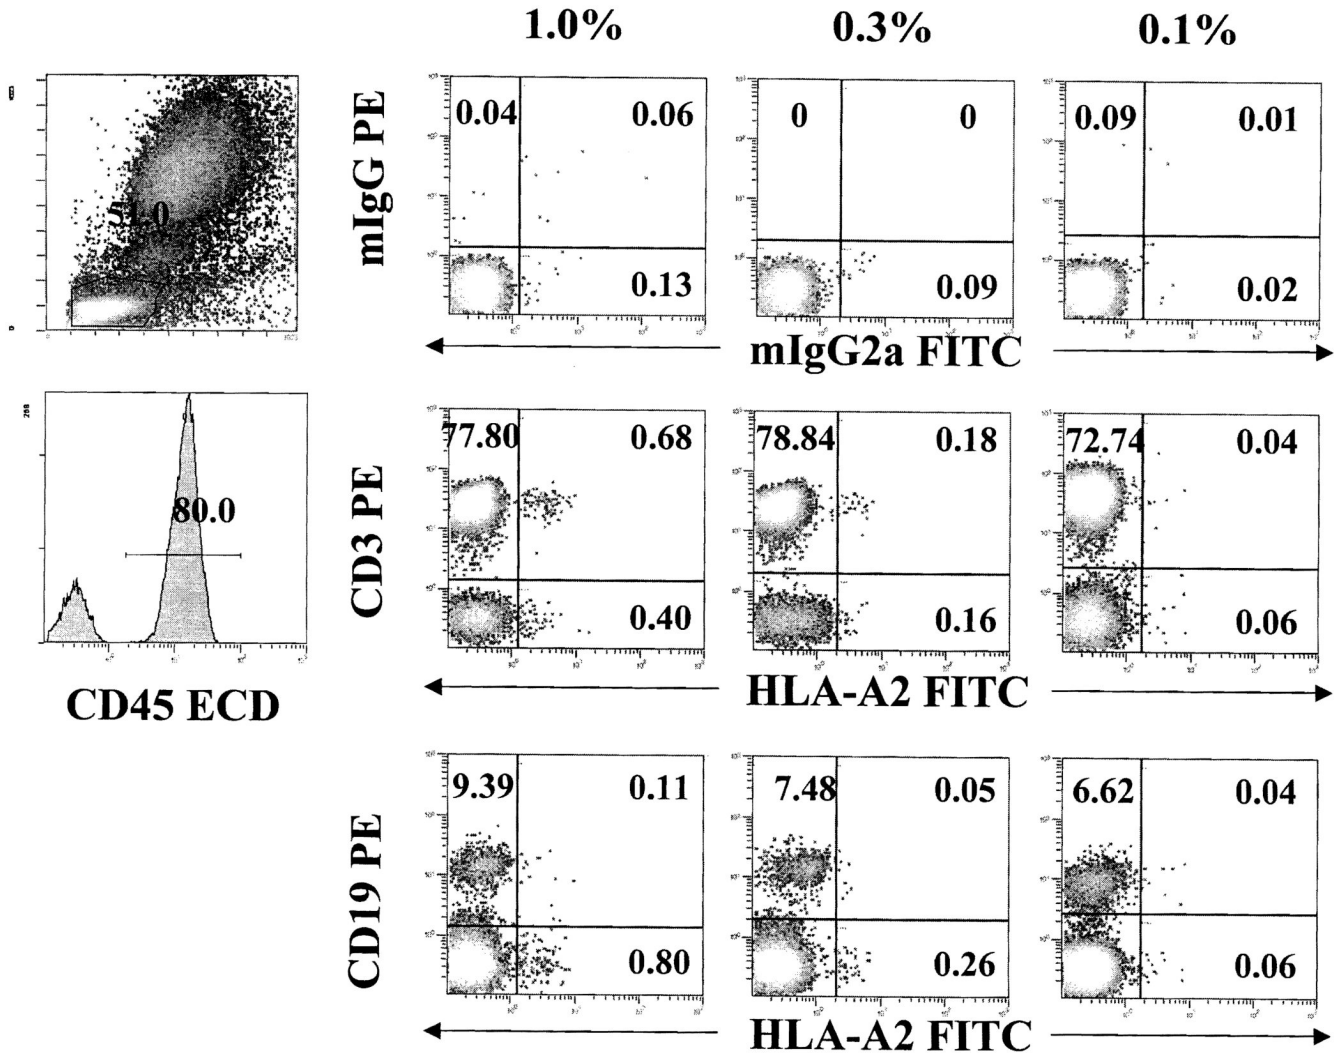 1.0% 0.3% 0.1%
mIgG PE
0.04 0.06 0 0 0.09 0.01
0.13 0.09 0.02
mIgG2a FITC
51.0
80.0
CD45 ECD
CD3 PE
77.80 0.68 78.84 0.18 72.74 0.04
0.40 0.16 0.06
HLA-A2 FITC
CD19 PE
9.39 0.11 7.48 0.05 6.62 0.04
0.80 0.26 0.06
HLA-A2 FITC